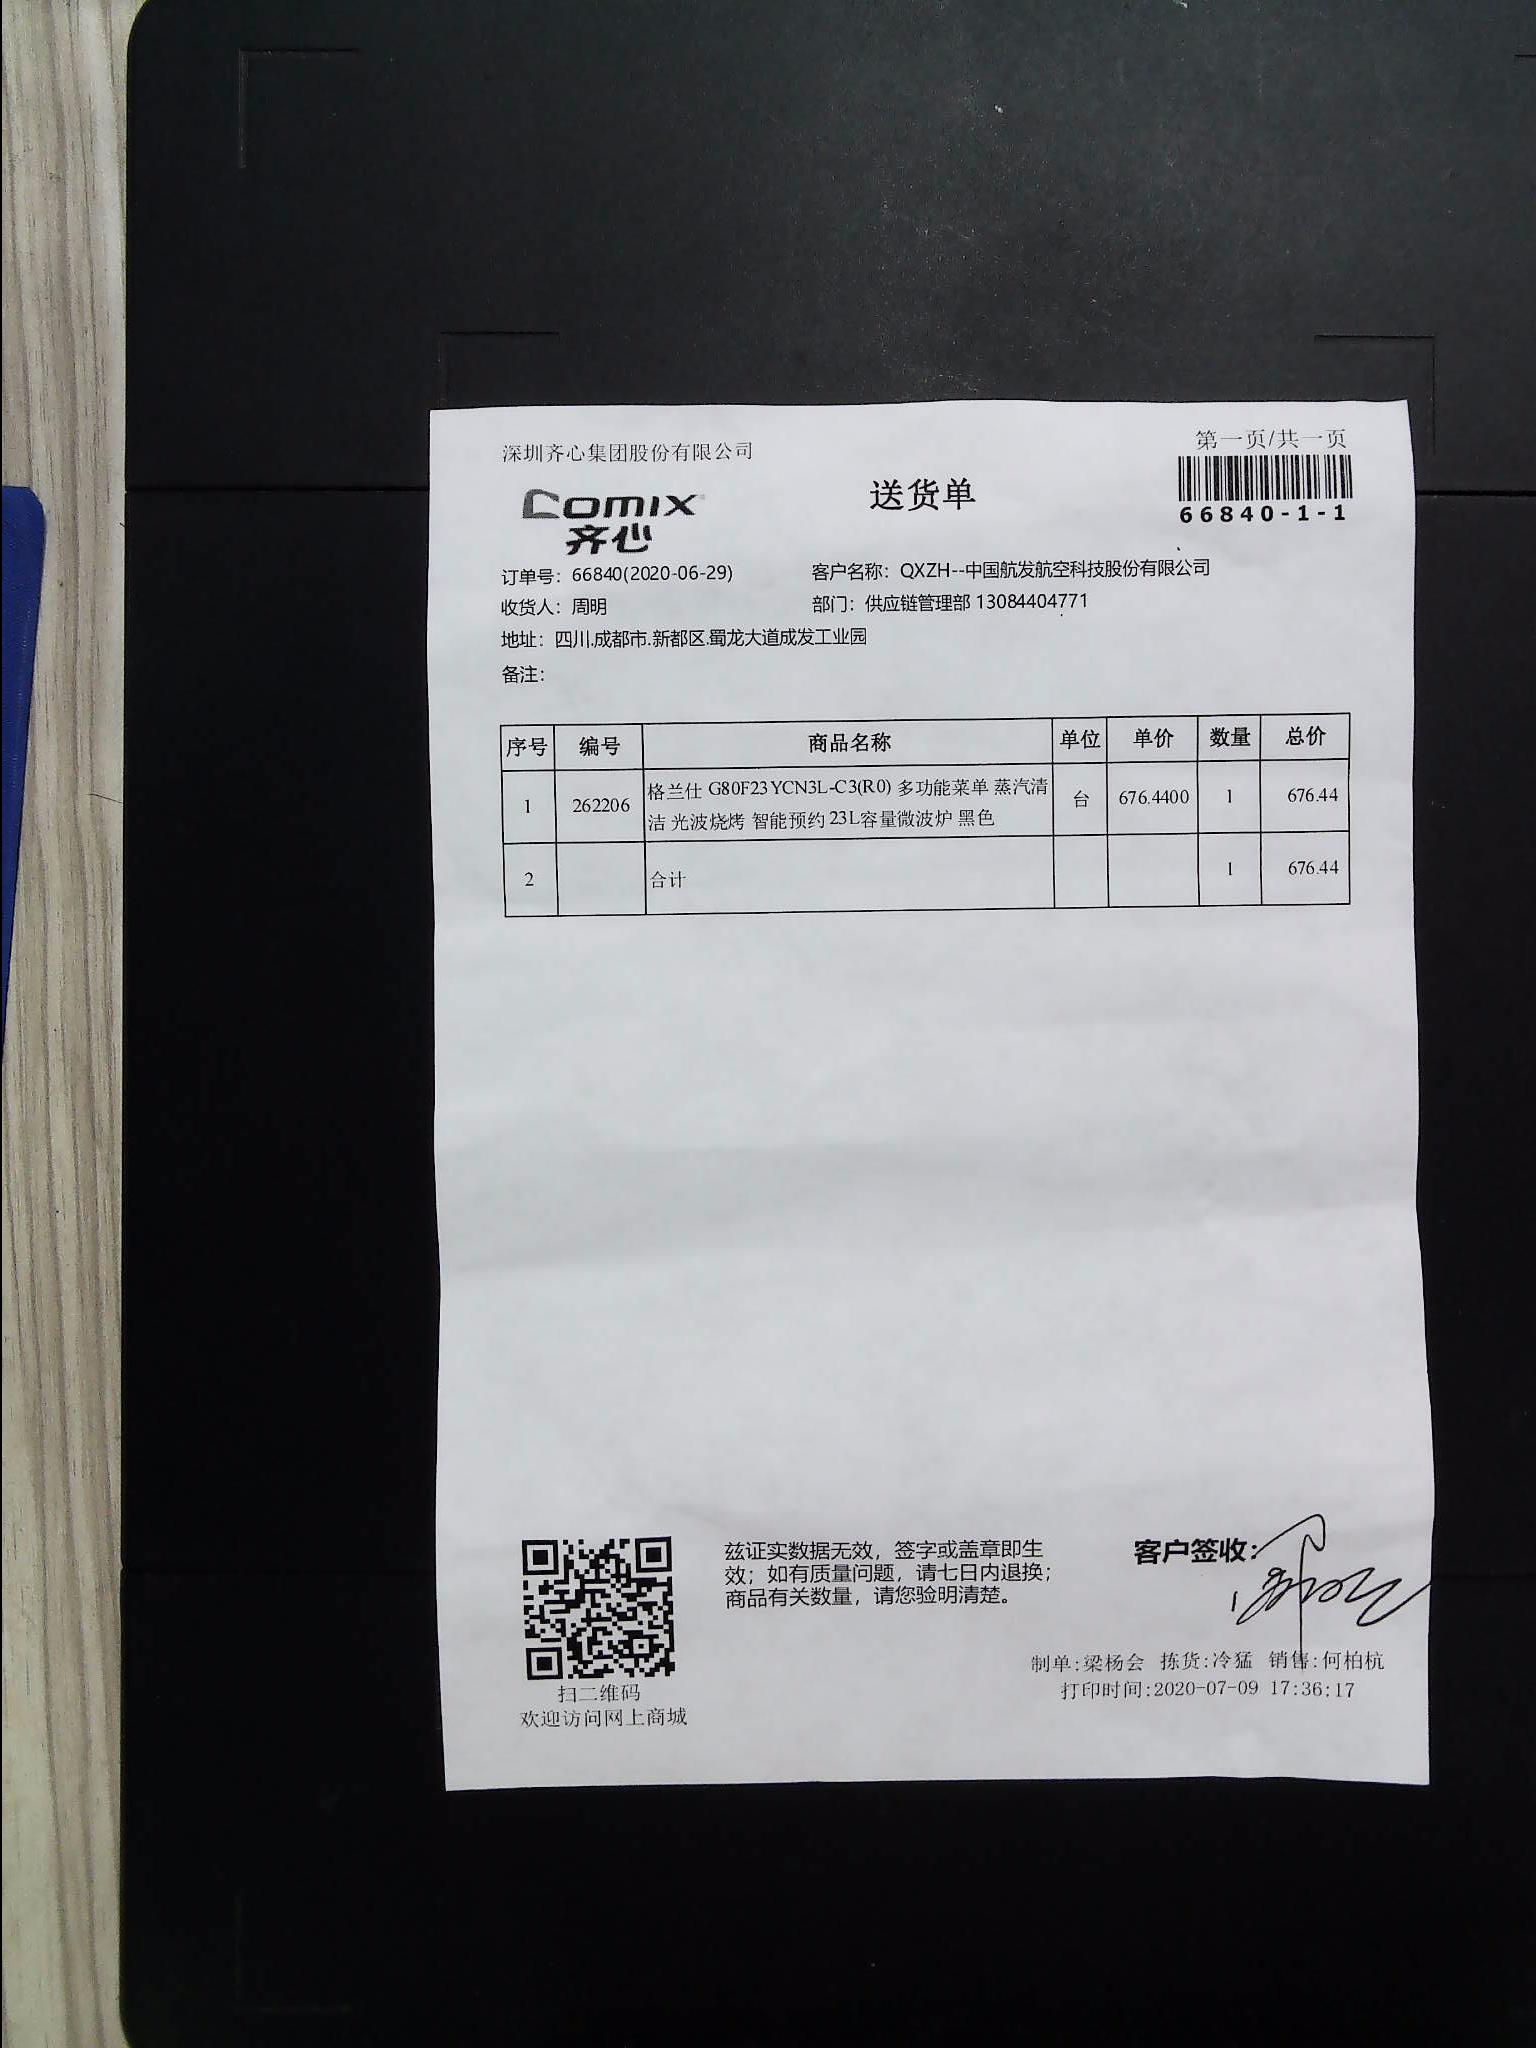 深圳齐心集团股份有限公司
第一页/共一页
comix
齐心
送货单
66840-1-1
订单号：66840(2020-06-29)
客户名称：QXZH--中国航发航空科技股份有限公司
收货人：周明
部门：供应链管理部 13084404771
地址：四川.成都市.新都区.蜀龙大道成发工业园
备注：
序号 编号 商品名称 单位 单价 数量 总价
1 262206 格兰仕 G80F23YCN3L-C3(R0) 多功能菜单 蒸汽清 台 676.4400 1 676.44
洁 光波烧烤 智能预约 23L容量微波炉 黑色
2 合计 1 676.44
兹证实数据无效，签字或盖章即生
效；如有质量问题，请七日内退换；
商品有关数量，请您验明清楚。
客户签收：
扫二维码
欢迎访问网上商城
制单:梁杨会 拣货:冷猛 销售:何柏杭
打印时间:2020-07-09 17:36:17